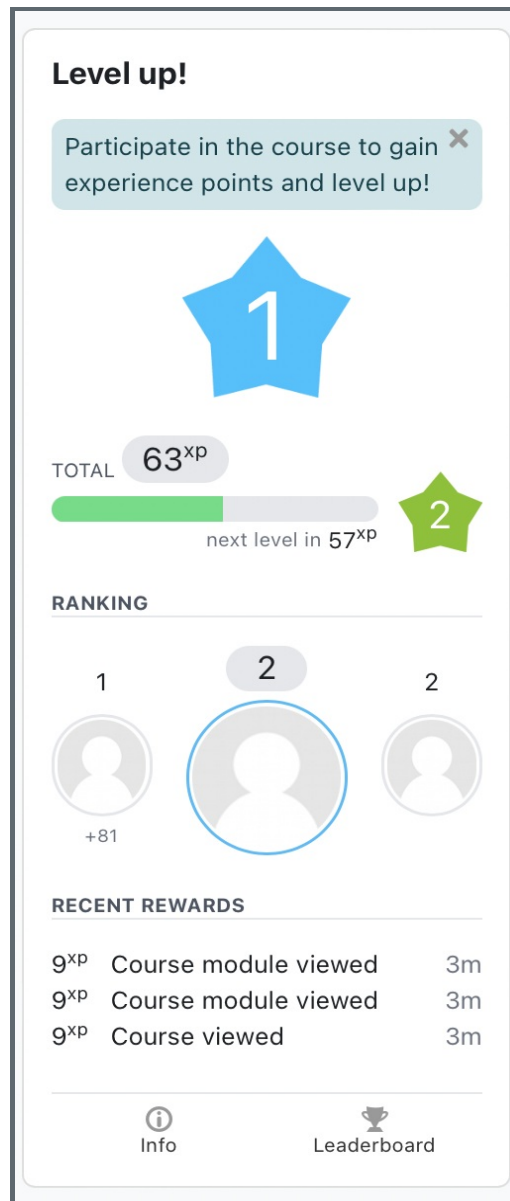 Level up!
Participate in the course to gain
experience points and level up!
1
TOTAL 63xp
2
next level in 57xp
RANKING
1 2 2
+81
RECENT REWARDS
9xp Course module viewed 3m
9xp Course module viewed 3m
9xp Course viewed 3m
Info Leaderboard